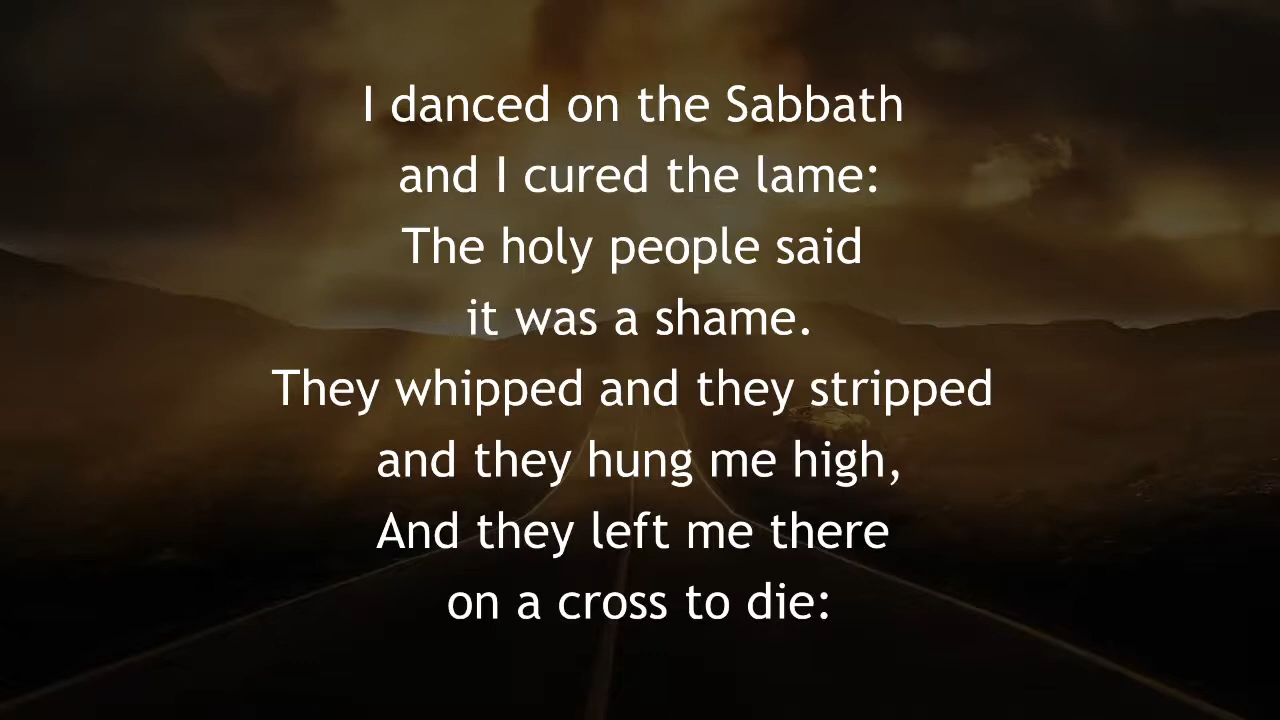 I danced on the Sabbath
and I cured the lame:
The holy people said
it was a shame.
They whipped and they stripped
and they hung me high,
And they left me there
on a cross to die: